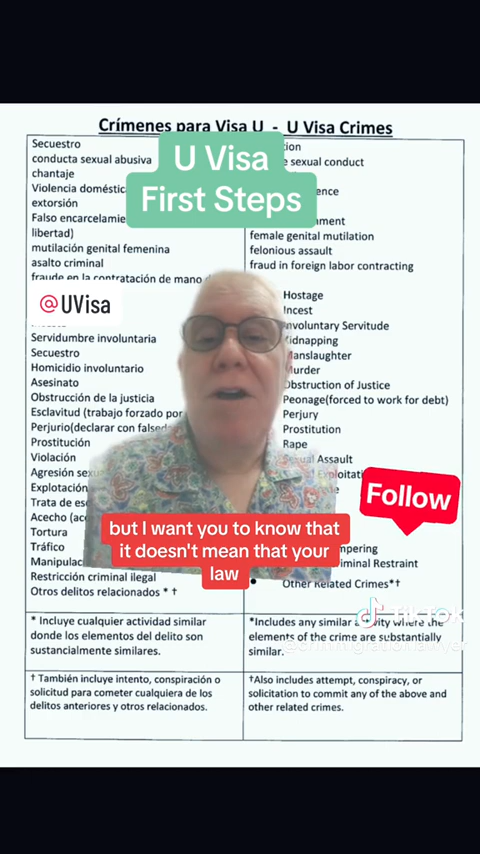 Crímenes para Visa U - U Visa Crimes
U Visa
First Steps
Secuestro
conducta sexual abusiva
chantaje
Violencia doméstic
extorsión
Falso encarcelamie
libertad)
mutilación genital femenina
asalto criminal
fraude en la contratación de mano d
@UVisa
Servidumbre involuntaria
Secuestro
Homicidio involuntario
Asesinato
Obstrucción de la justicia
Esclavitud (trabajo forzado por
Perjurio(declarar con falsed
Prostitución
Violación
Agresión sexu
Explotación
Trata de es
Acecho (ac
Tortura
Tráfico
Manipulac
Restricción criminal ilegal
Otros delitos relacionados * †
* Incluye cualquier actividad similar
donde los elementos del delito son
sustancialmente similares.
† También incluye intento, conspiración o
solicitud para cometer cualquiera de los
delitos anteriores y otros relacionados.
ion
e sexual conduct
ence
nment
female genital mutilation
felonious assault
fraud in foreign labor contracting
Hostage
Incest
Involuntary Servitude
Kidnapping
Manslaughter
Murder
Obstruction of Justice
Peonage(forced to work for debt)
Perjury
Prostitution
Rape
Sexual Assault
Exploitati
Follow
mpering
iminal Restraint
Other Related Crimes*†
*Includes any similar activity where the
elements of the crime are substantially
similar.
†Also includes attempt, conspiracy, or
solicitation to commit any of the above and
other related crimes.
but I want you to know that
it doesn't mean that your
law
TikTok